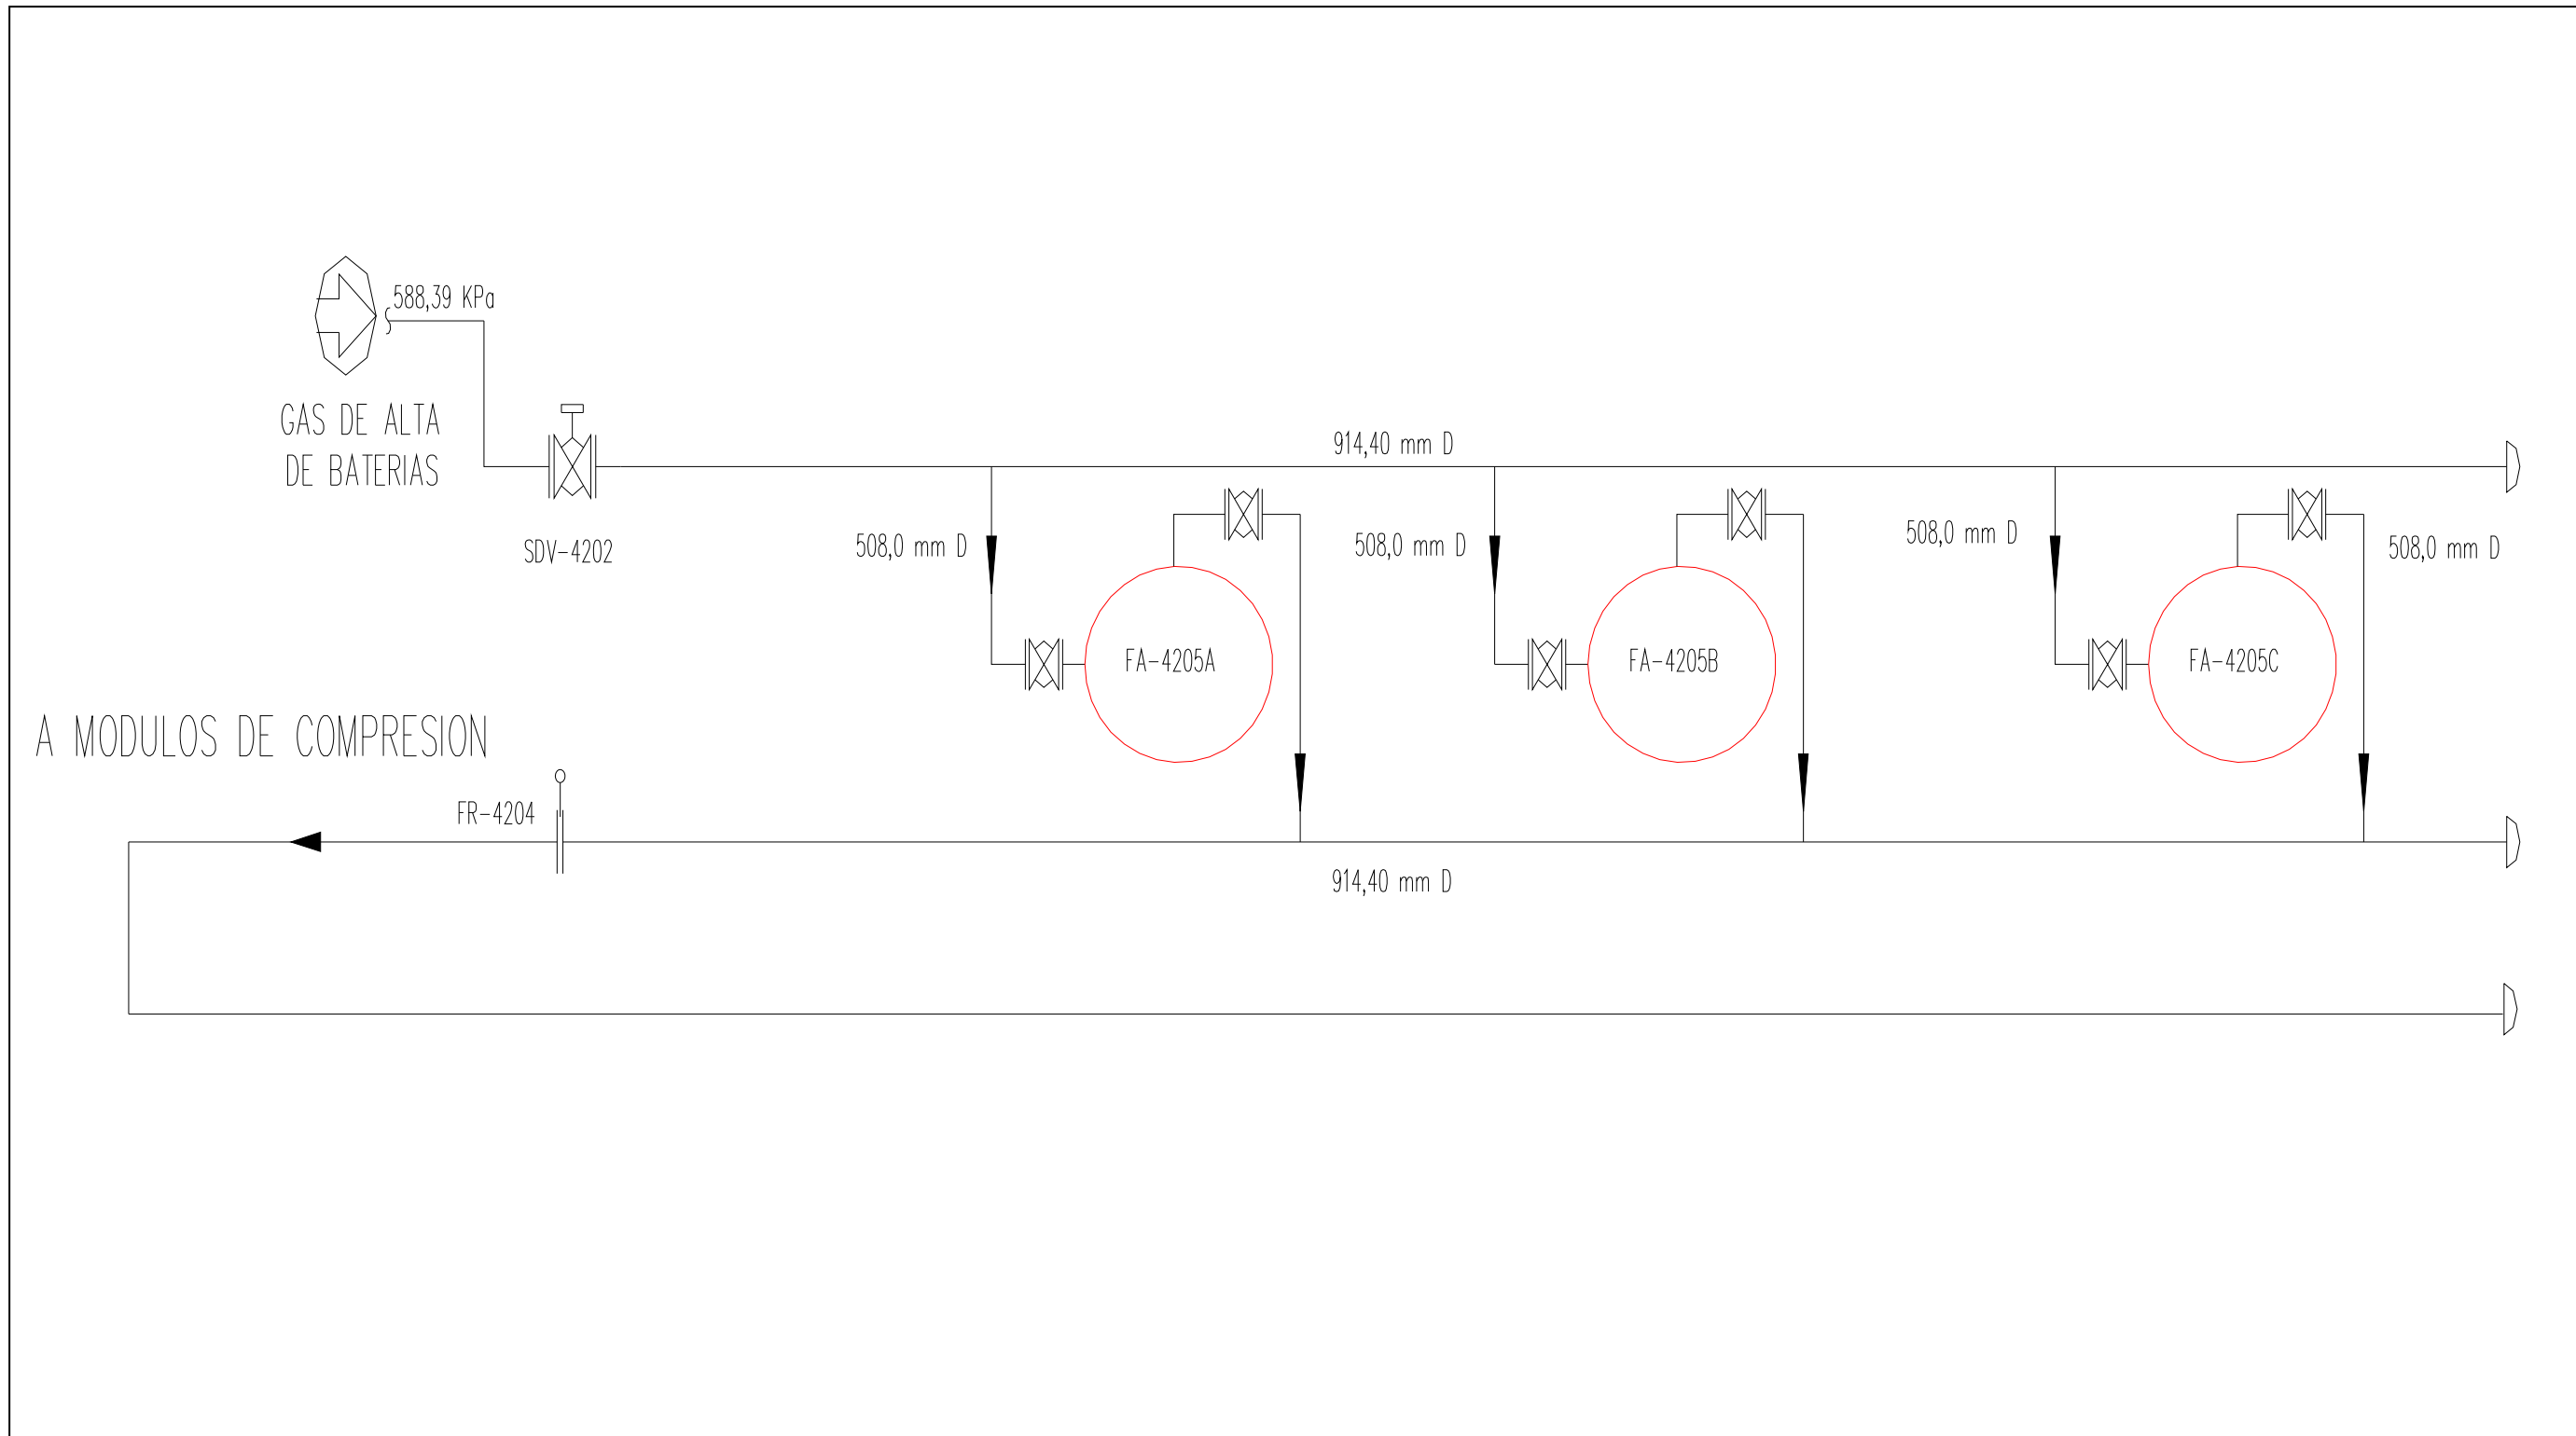 588,39 KPa
GAS DE ALTA
DE BATERIAS
SDV-4202
914,40 mm D
508,0 mm D
508,0 mm D
508,0 mm D
508,0 mm D
FA-4205A
FA-4205B
FA-4205C
A MODULOS DE COMPRESION
FR-4204
914,40 mm D